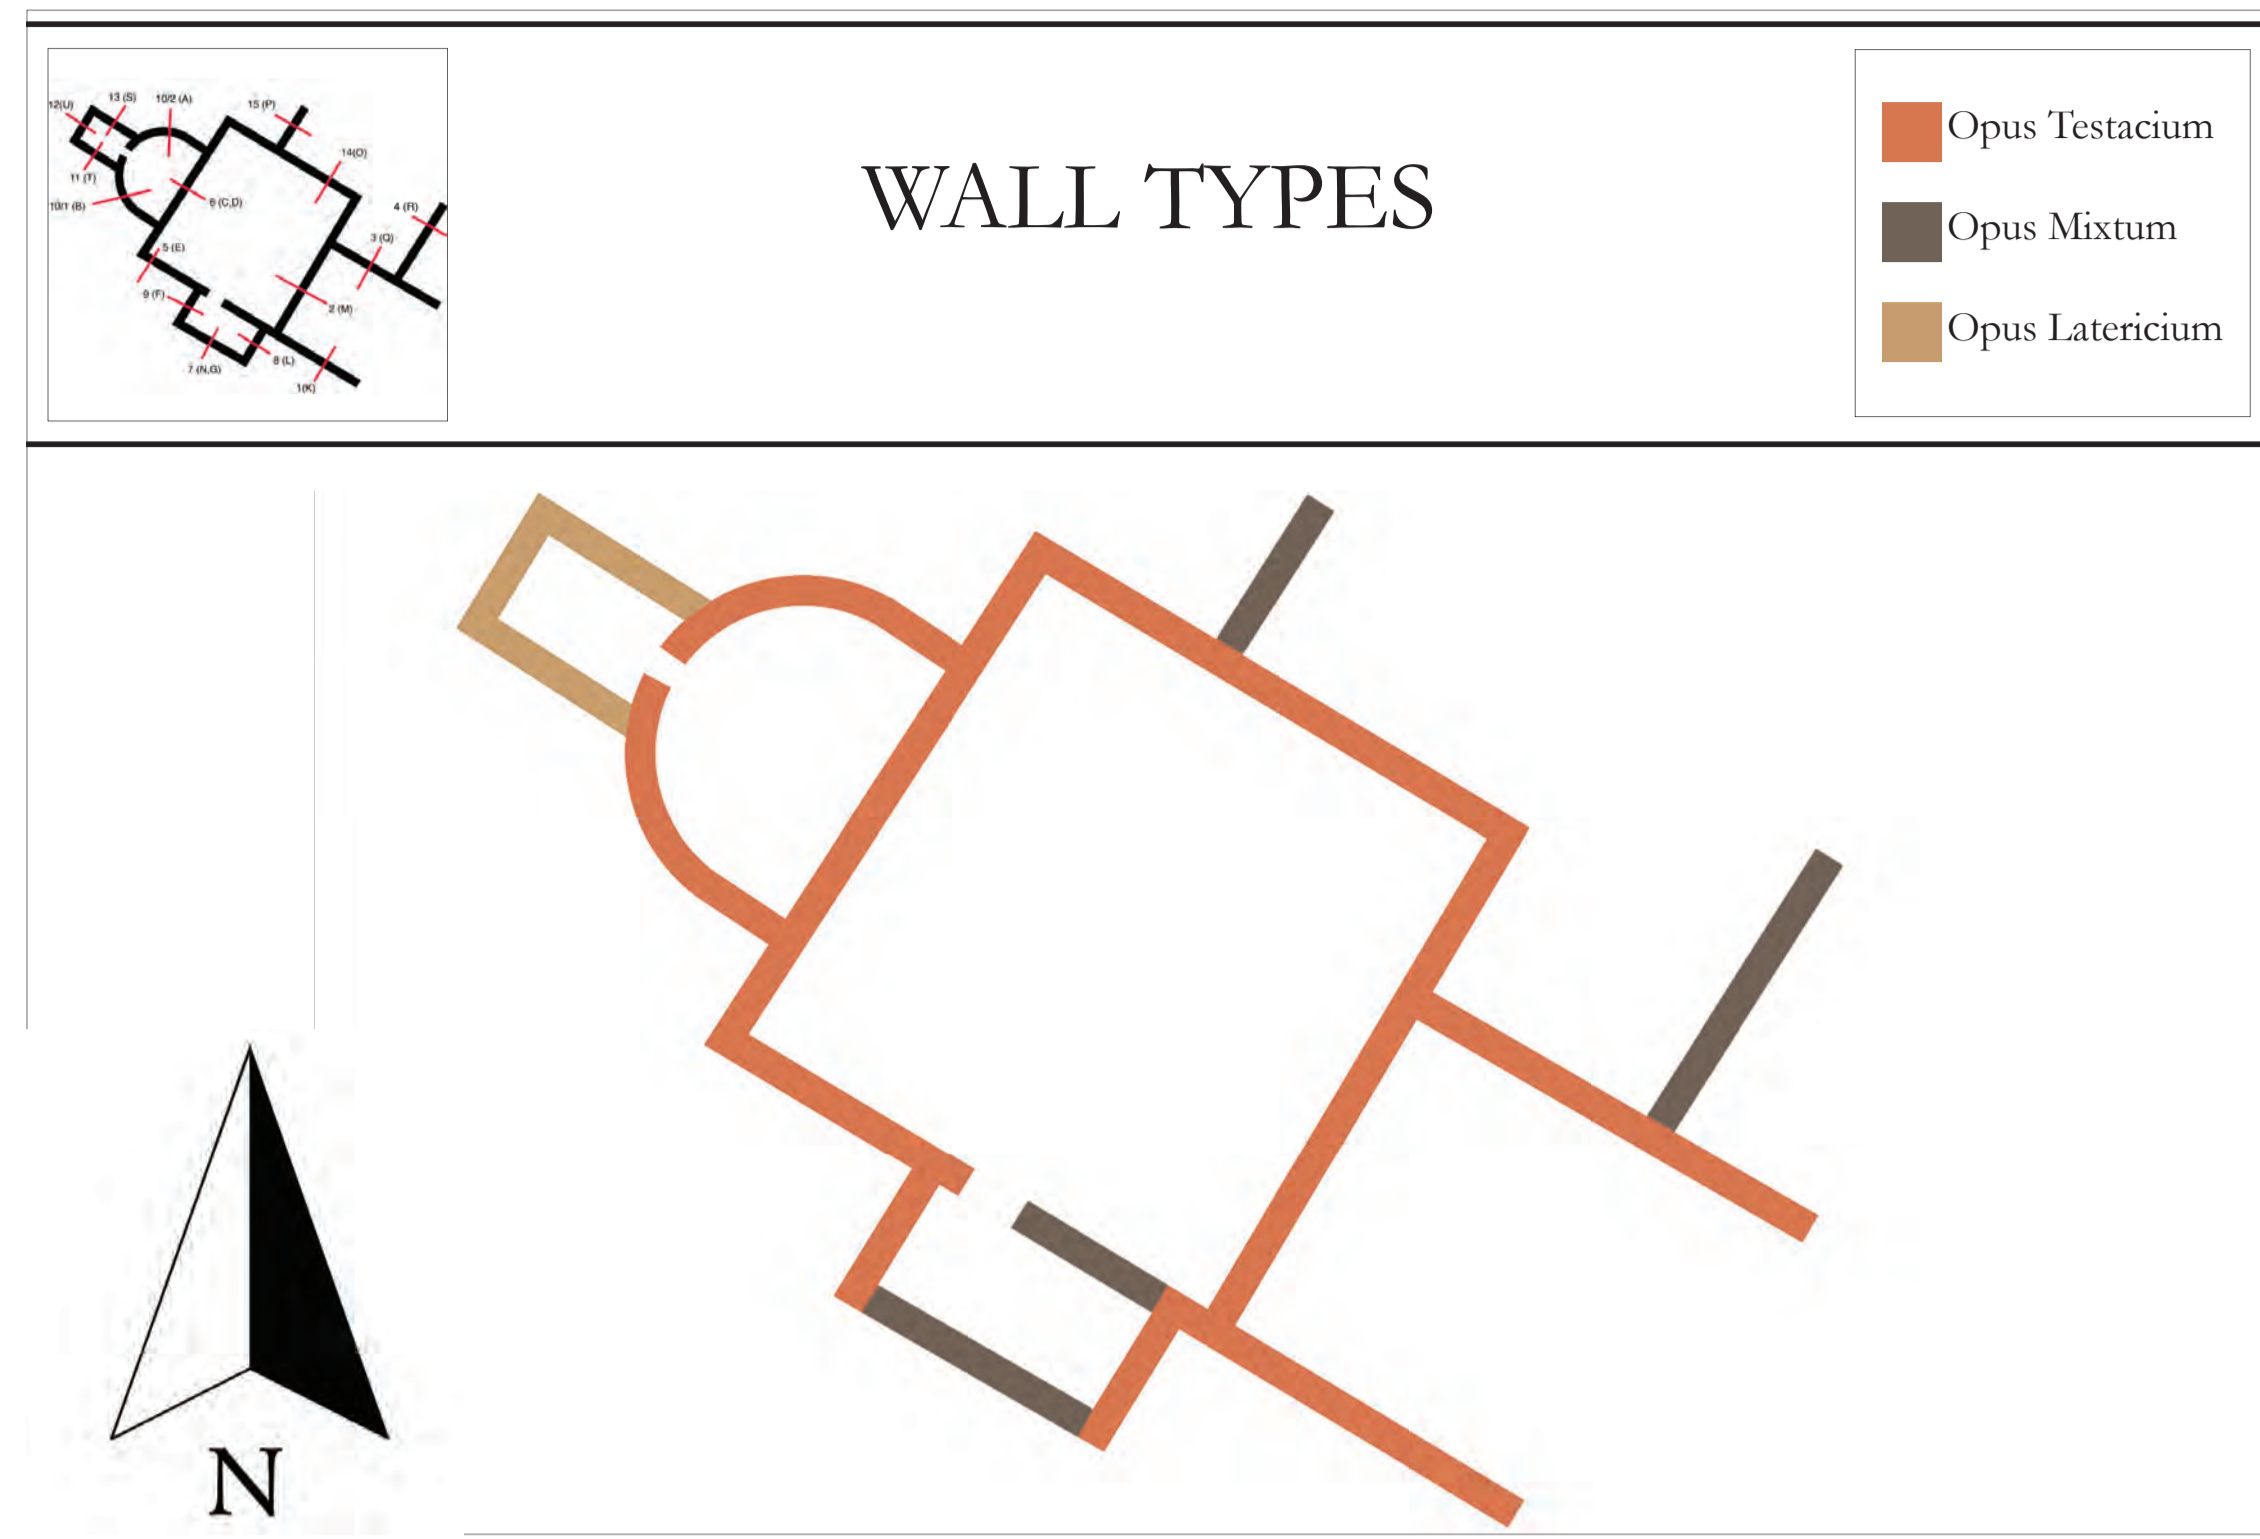 12(U)
13 (S)
10/2 (A)
15 (P)
14(O)
11 (T)
10/1 (B)
6 (C,D)
4 (R)
3 (Q)
5 (E)
9 (F)
2 (M)
8 (L)
7 (N,G)
1(K)
WALL TYPES
Opus Testacium
Opus Mixtum
Opus Latericium
N